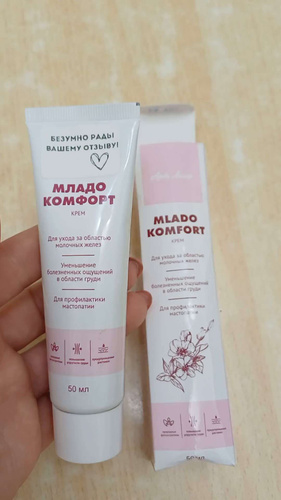 БЕЗУМНО РАДЫ
ВАШЕМУ ОТЗЫВУ!
МЛАДО
КОМФОРТ
КРЕМ
Для ухода за областью
молочных желез
Уменьшение
болезненных ощущений
в области груди
Для профилактики
мастопатии
50 мл
MLADO
KOMFORT
КРЕМ
Для ухода за областью
молочных желез
Уменьшение
болезненных ощущений
в области груди
Для профилактики
мастопатии
50 мл